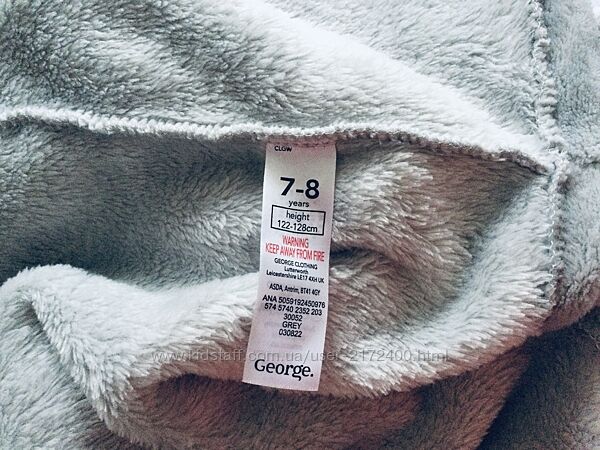 CLGW
7-8
years
height
122-128cm
WARNING
KEEP AWAY FROM FIRE
GEORGE CLOTHING
Lutterworth
Leicestershire LE17 4XH UK
ASDA, Antrim, BT41 4GY
ANA 5059192450976
574 5740 2352 203
30052
GREY
030822
www.kidstaff.com.ua/user-2172400.html
George.